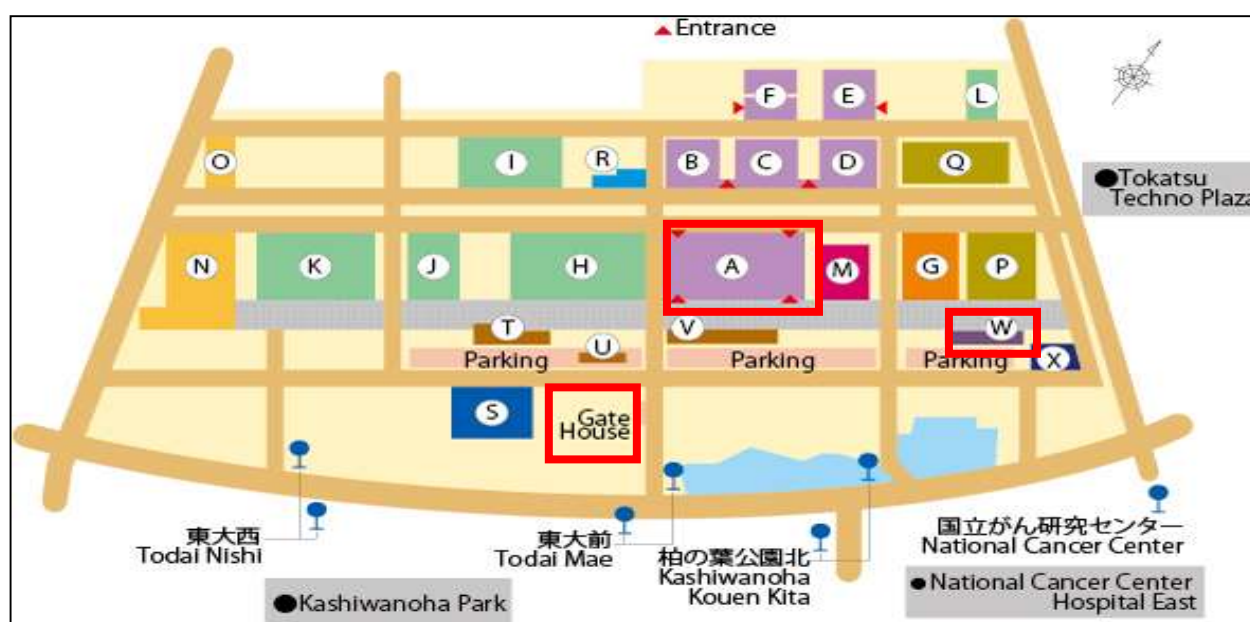 Entrance
F
E
L
O
I
R
B
C
D
Q
Tokatsu
Techno Plaza
N
K
J
H
A
M
G
P
T
U
V
W
X
Parking
Parking
Parking
S
Gate
House
東大西
Todai Nishi
東大前
Todai Mae
柏の葉公園北
Kashiwanoha
Kouen Kita
国立がん研究センター
National Cancer Center
Kashiwanoha Park
National Cancer Center
Hospital East